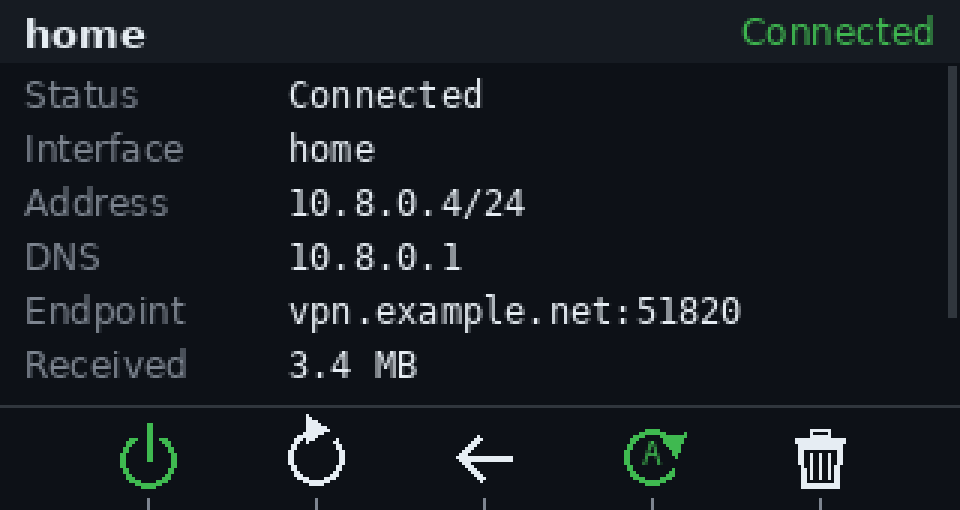 home Connected
Status Connected
Interface home
Address 10.8.0.4/24
DNS 10.8.0.1
Endpoint vpn.example.net:51820
Received 3.4 MB
A